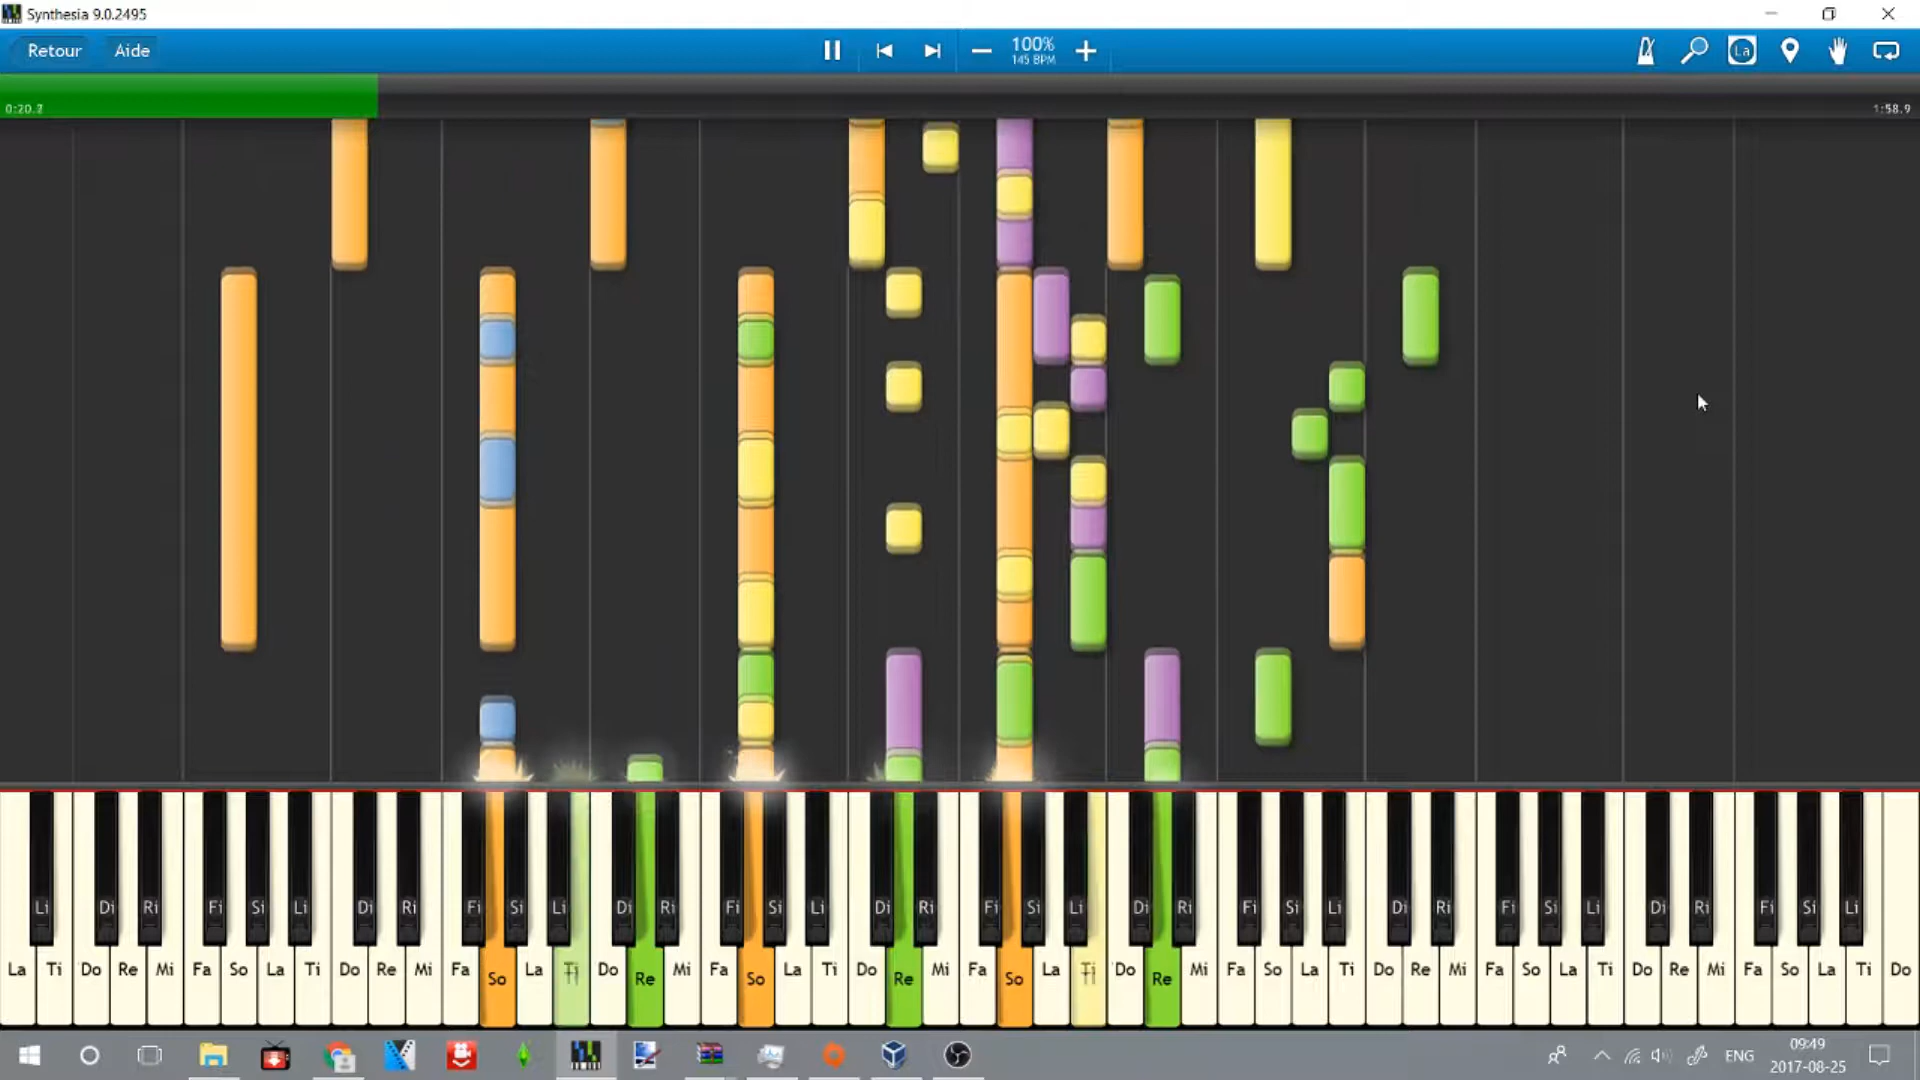 Synthesia 9.0.2495
Retour Aide
100%
145 BPM
La
0:20.2 1:58.9
Li Di Ri Fi Si Li Di Ri Fi Si Li Di Ri Fi Si Li Di Ri Fi Si Li Di Ri Fi Si Li Di Ri Fi Si Li Di Ri Fi Si Li
La Ti Do Re Mi Fa So La Ti Do Re Mi Fa So La Ti Do Re Mi Fa So La Ti Do Re Mi Fa So La Ti Do Re Mi Fa So La Ti Do Re Mi Fa So La Ti Do Re Mi Fa So La Ti Do
ENG
09:49
2017-08-25